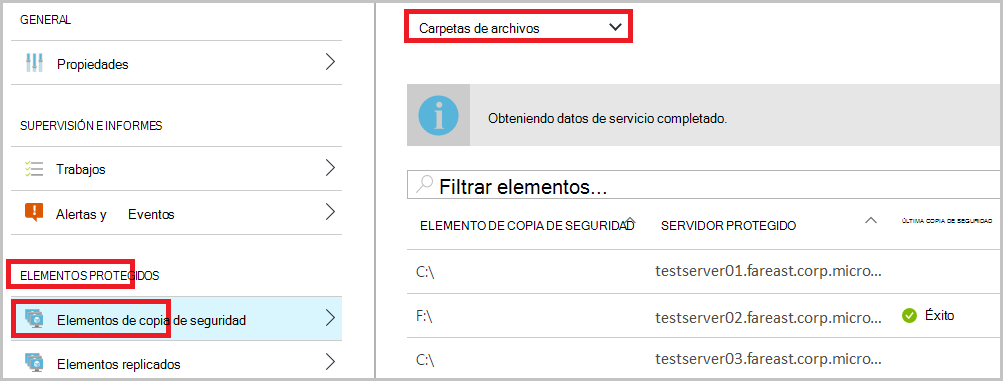 GENERAL
Propiedades
SUPERVISIÓN E INFORMES
Trabajos
Alertas y Eventos
ELEMENTOS PROTEGIDOS
Elementos de copia de seguridad
Elementos replicados
Carpetas de archivos
Obteniendo datos de servicio completado.
Filtrar elementos...
ELEMENTO DE COPIA DE SEGURIDAD SERVIDOR PROTEGIDO ÚLTIMA COPIA DE SEGURIDAD
C:\ testserver01.fareast.corp.micro...
F:\ testserver02.fareast.corp.micro... Éxito
C:\ testserver03.fareast.corp.micro...